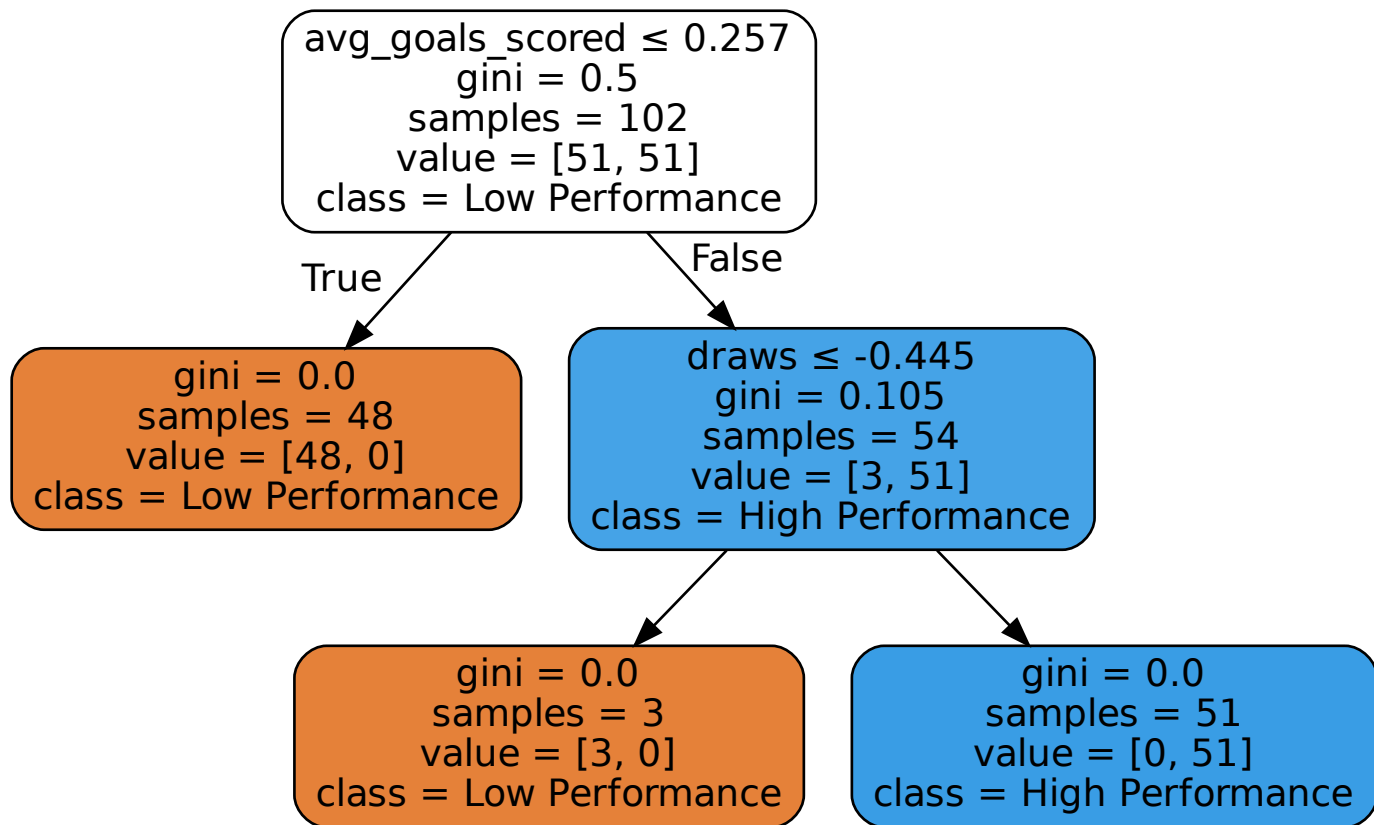 avg_goals_scored ≤ 0.257
gini = 0.5
samples = 102
value = [51, 51]
class = Low Performance
True
False
gini = 0.0
samples = 48
value = [48, 0]
class = Low Performance
draws ≤ -0.445
gini = 0.105
samples = 54
value = [3, 51]
class = High Performance
gini = 0.0
samples = 3
value = [3, 0]
class = Low Performance
gini = 0.0
samples = 51
value = [0, 51]
class = High Performance